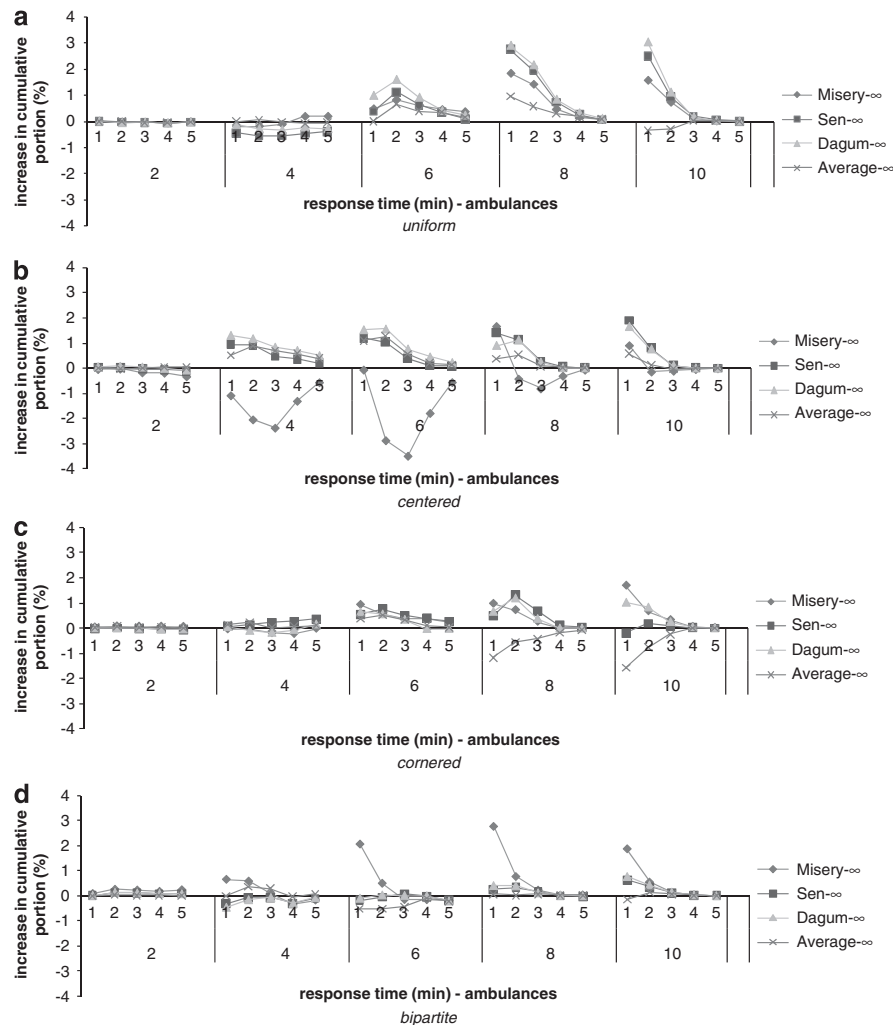 a
increase in cumulative
portion (%)
4
3
2
1
0
-1
-2
-3
-4
1 2 3 4 5 1 2 3 4 5 1 2 3 4 5 1 2 3 4 5 1 2 3 4 5
2 4 6 8 10
response time (min) - ambulances
uniform
Misery-∞
Sen-∞
Dagum-∞
Average-∞
b
increase in cumulative
portion (%)
4
3
2
1
0
-1
-2
-3
-4
1 2 3 4 5 1 2 3 4 5 1 2 3 4 5 1 2 3 4 5 1 2 3 4 5
2 4 6 8 10
response time (min) - ambulances
centered
Misery-∞
Sen-∞
Dagum-∞
Average-∞
c
increase in cumulative
portion (%)
4
3
2
1
0
-1
-2
-3
-4
1 2 3 4 5 1 2 3 4 5 1 2 3 4 5 1 2 3 4 5 1 2 3 4 5
2 4 6 8 10
response time (min) - ambulances
cornered
Misery-∞
Sen-∞
Dagum-∞
Average-∞
d
increase in cumulative
portion (%)
4
3
2
1
0
-1
-2
-3
-4
1 2 3 4 5 1 2 3 4 5 1 2 3 4 5 1 2 3 4 5 1 2 3 4 5
2 4 6 8 10
response time (min) - ambulances
bipartite
Misery-∞
Sen-∞
Dagum-∞
Average-∞